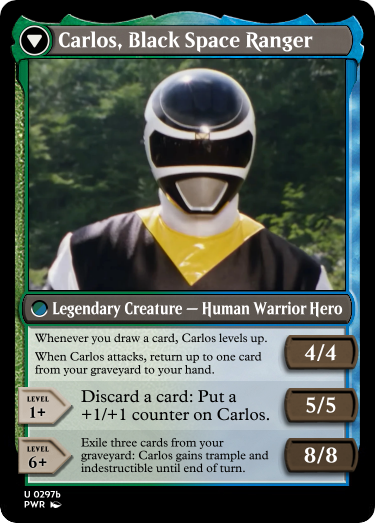 Carlos, Black Space Ranger
Legendary Creature — Human Warrior Hero
Whenever you draw a card, Carlos levels up.
When Carlos attacks, return up to one card
from your graveyard to your hand.
4/4
LEVEL
1+
Discard a card: Put a
+1/+1 counter on Carlos.
5/5
LEVEL
6+
Exile three cards from your
graveyard: Carlos gains trample and
indestructible until end of turn.
8/8
U 0297b
PWR